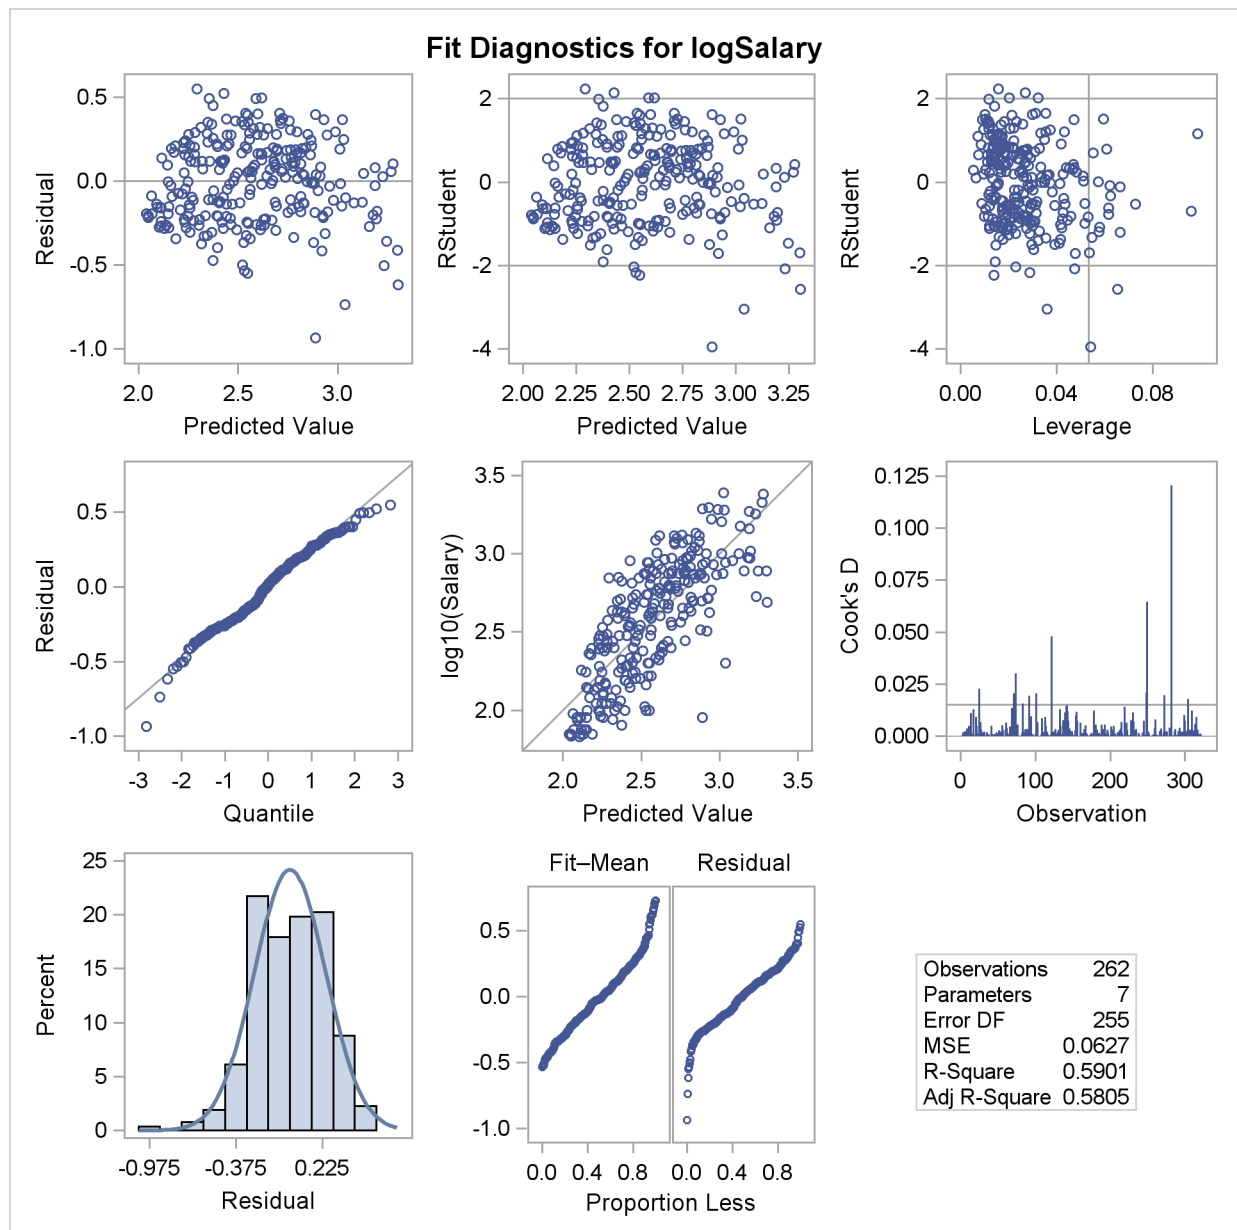 Fit Diagnostics for logSalary
Residual
0.5
0.0
-0.5
-1.0
2.0 2.5 3.0
Predicted Value
RStudent
2
0
-2
-4
2.00 2.25 2.50 2.75 3.00 3.25
Predicted Value
RStudent
2
0
-2
-4
0.00 0.04 0.08
Leverage
Residual
0.5
0.0
-0.5
-1.0
-3 -2 -1 0 1 2 3
Quantile
log10(Salary)
3.5
3.0
2.5
2.0
2.0 2.5 3.0 3.5
Predicted Value
Cook's D
0.125
0.100
0.075
0.050
0.025
0.000
0 100 200 300
Observation
Percent
25
20
15
10
5
0
-0.975 -0.375 0.225
Residual
Fit–Mean Residual
0.5
0.0
-0.5
-1.0
0.0 0.4 0.8 0.0 0.4 0.8
Proportion Less
Observations 262
Parameters 7
Error DF 255
MSE 0.0627
R-Square 0.5901
Adj R-Square 0.5805